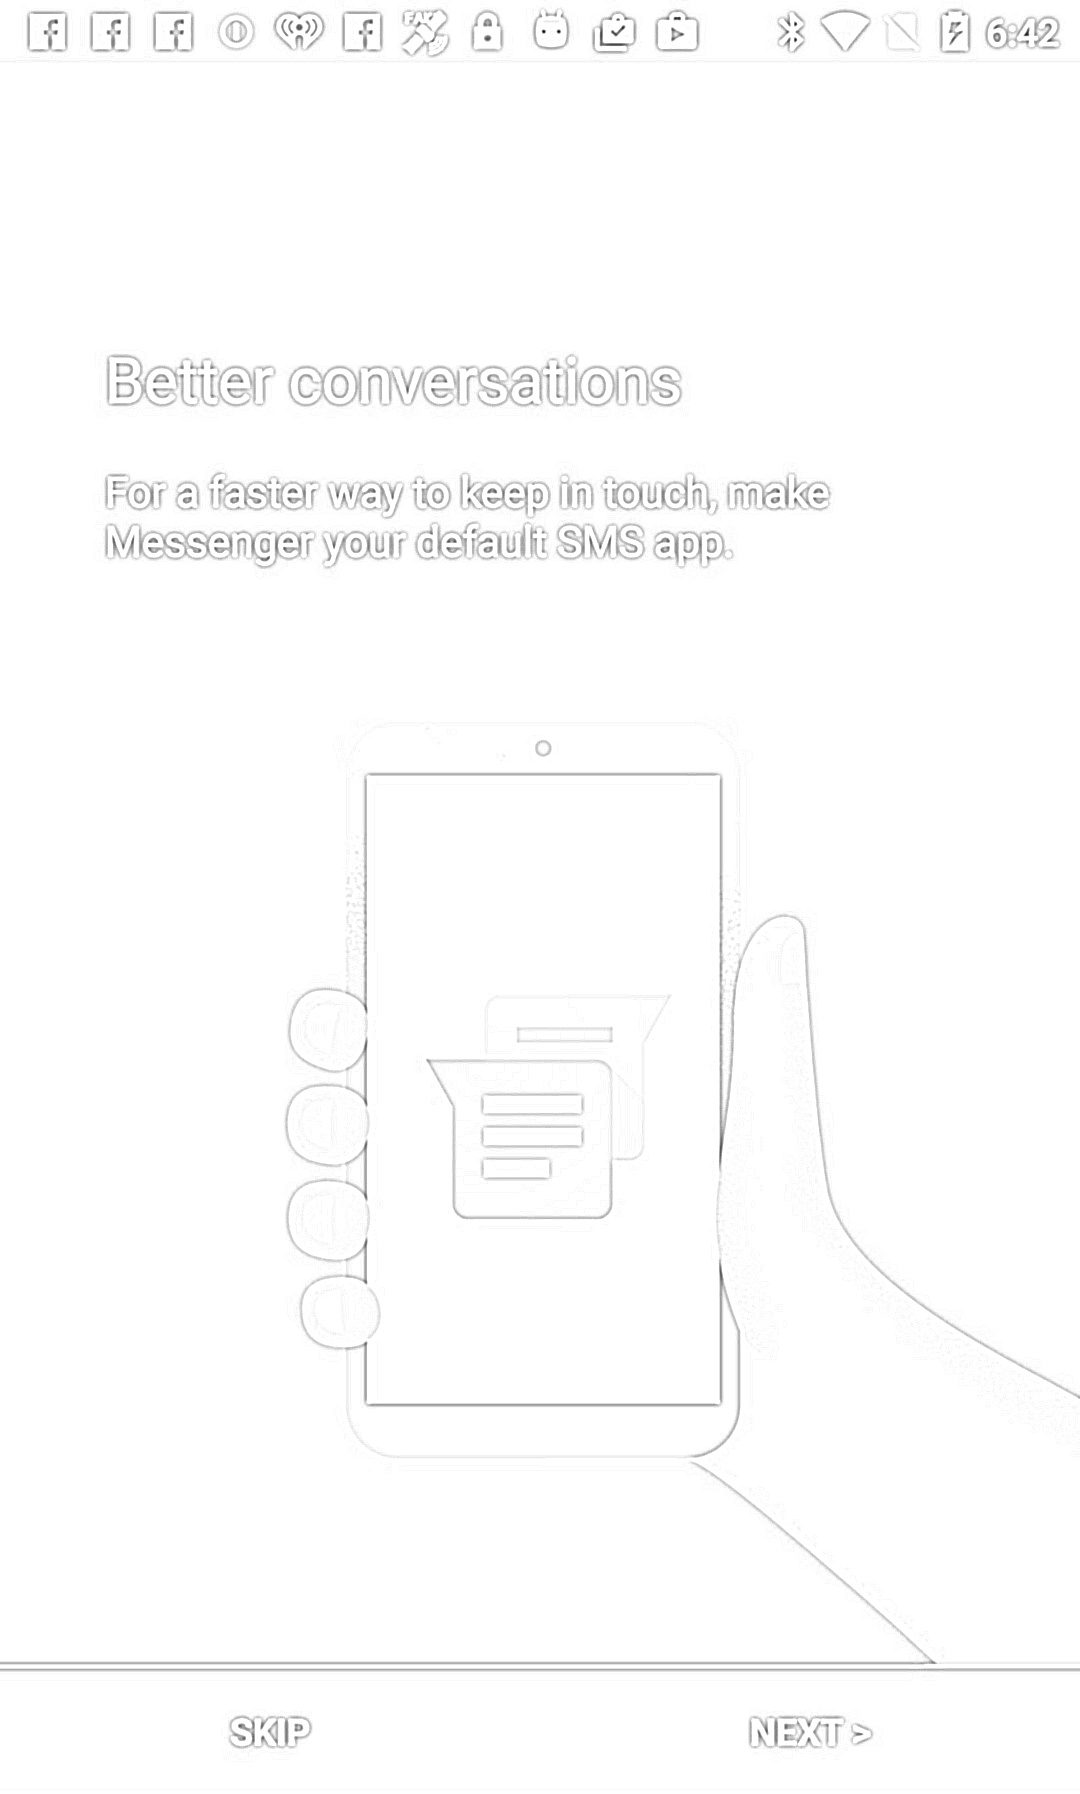 6:42
Better conversations
For a faster way to keep in touch, make
Messenger your default SMS app.
SKIP
NEXT >